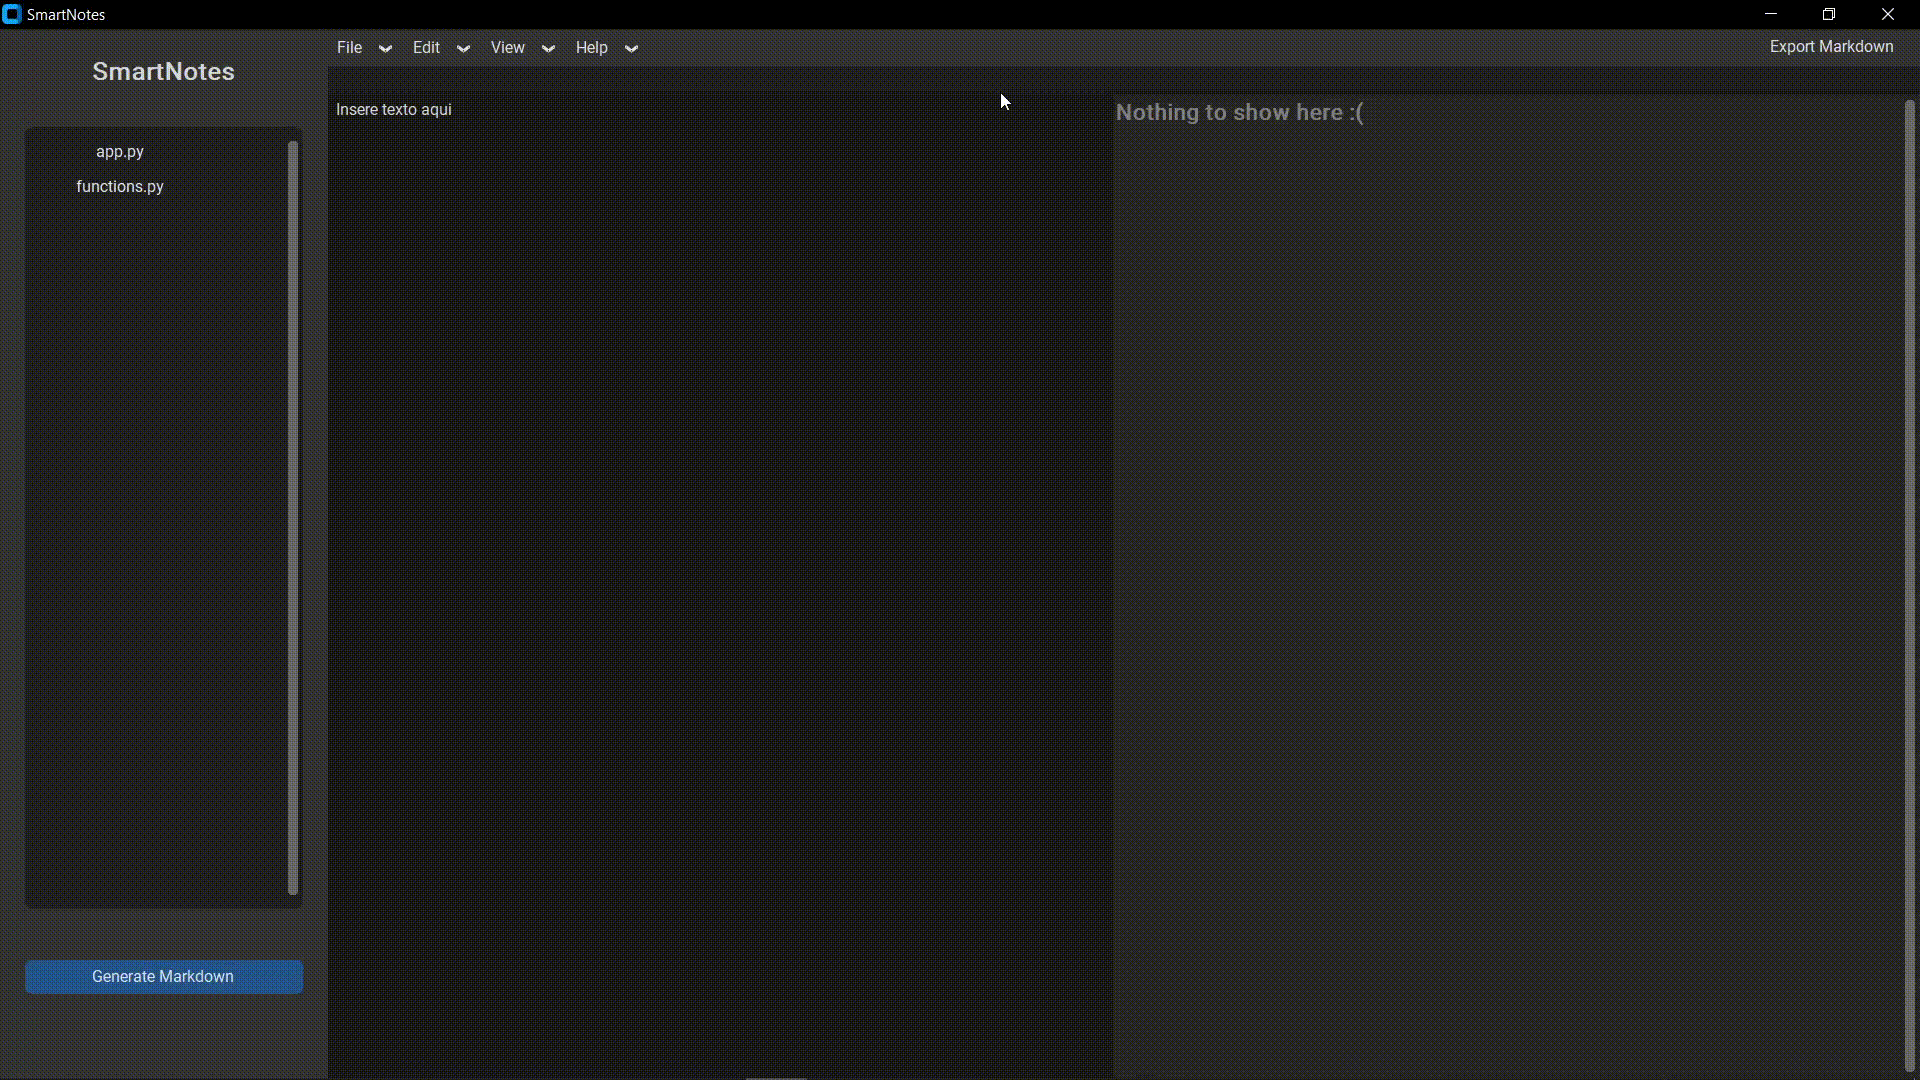 SmartNotes
File Edit View Help Export Markdown
SmartNotes
app.py
functions.py
Generate Markdown
Insere texto aqui
Nothing to show here :(